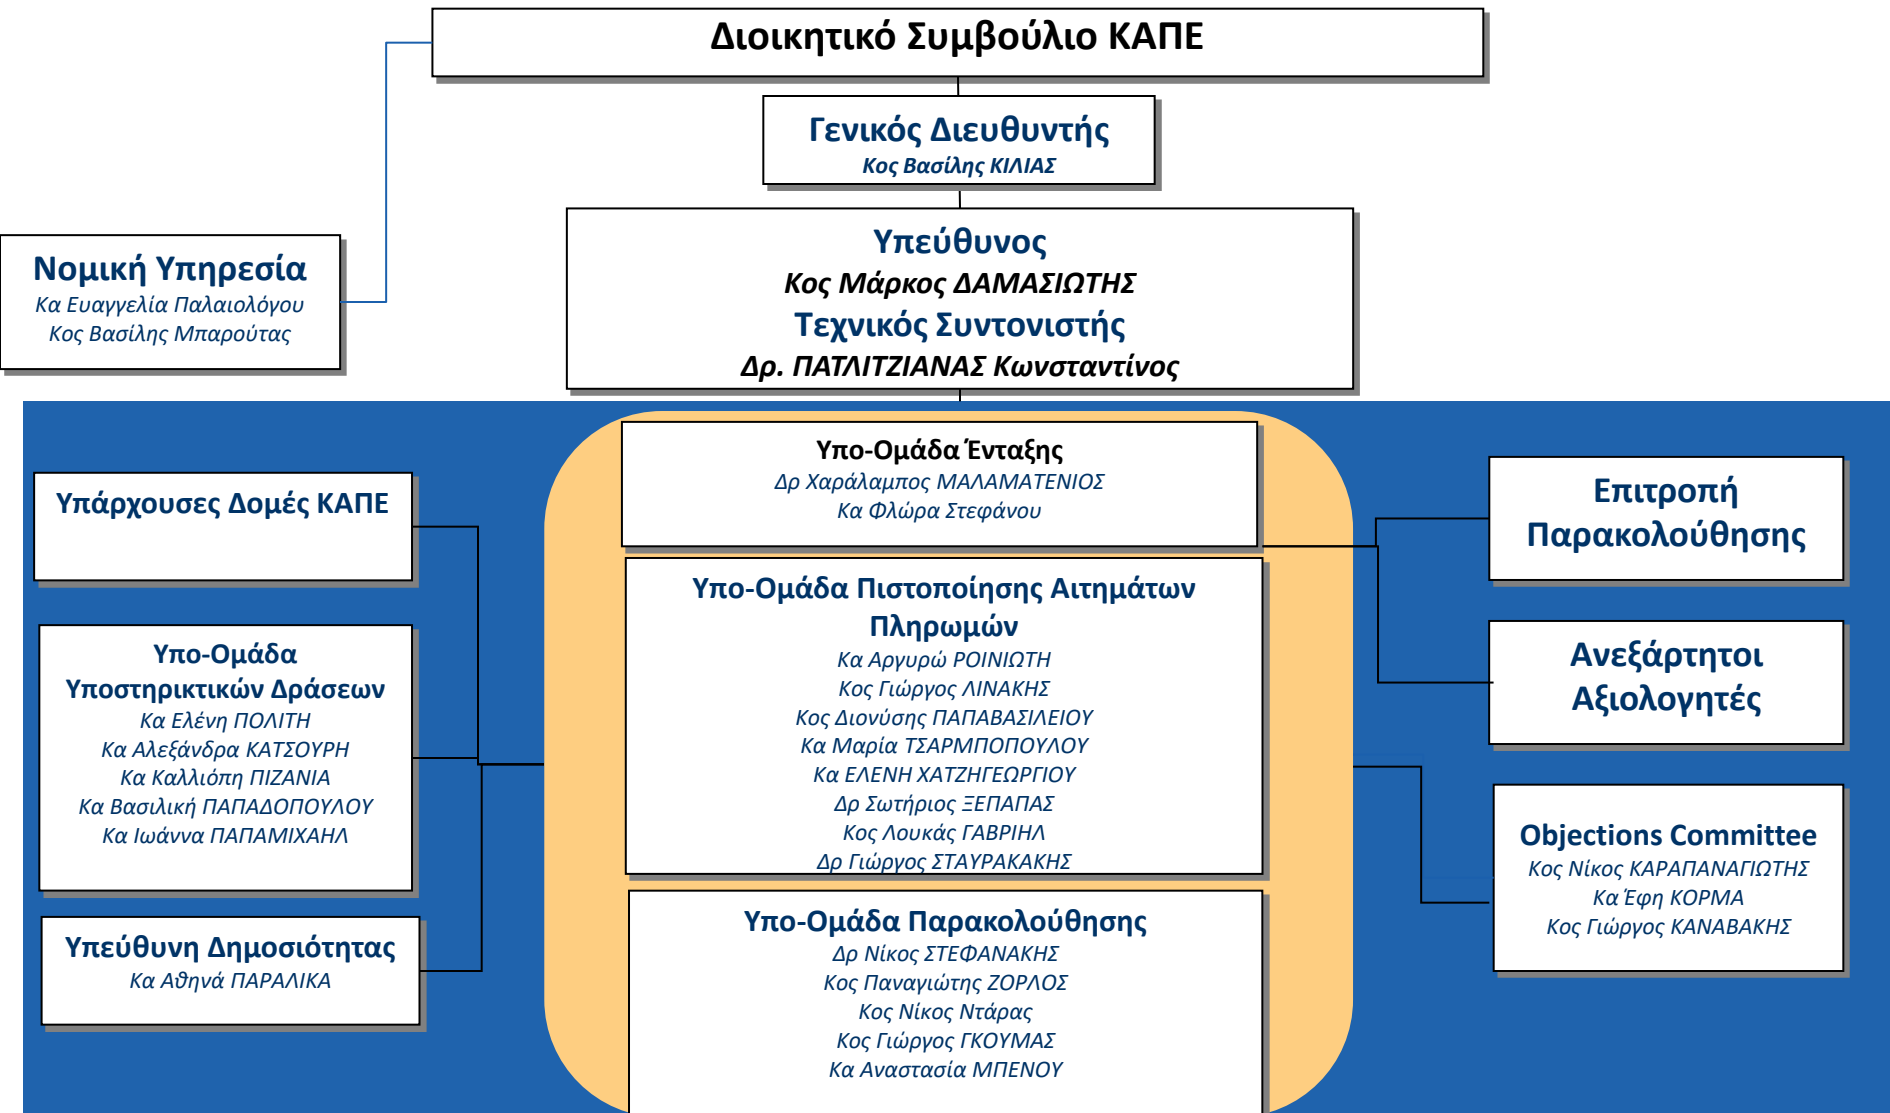 Διοικητικό Συμβούλιο ΚΑΠΕ
Γενικός Διευθυντής
Κος Βασίλης ΚΙΛΙΑΣ
Νομική Υπηρεσία
Κα Ευαγγελία Παλαιολόγου
Κος Βασίλης Μπαρούτας
Υπεύθυνος
Κος Μάρκος ΔΑΜΑΣΙΩΤΗΣ
Τεχνικός Συντονιστής
Δρ. ΠΑΤΛΙΤΖΙΑΝΑΣ Κωνσταντίνος
Υπάρχουσες Δομές ΚΑΠΕ
Υπο-Ομάδα
Υποστηρικτικών Δράσεων
Κα Ελένη ΠΟΛΙΤΗ
Κα Αλεξάνδρα ΚΑΤΣΟΥΡΗ
Κα Καλλιόπη ΠΙΖΑΝΙΑ
Κα Βασιλική ΠΑΠΑΔΟΠΟΥΛΟΥ
Κα Ιωάννα ΠΑΠΑΜΙΧΑΗΛ
Υπεύθυνη Δημοσιότητας
Κα Αθηνά ΠΑΡΑΛΙΚΑ
Υπο-Ομάδα Ένταξης
Δρ Χαράλαμπος ΜΑΛΑΜΑΤΕΝΙΟΣ
Κα Φλώρα Στεφάνου
Υπο-Ομάδα Πιστοποίησης Αιτημάτων
Πληρωμών
Κα Αργυρώ ΡΟΙΝΙΩΤΗ
Κος Γιώργος ΛΙΝΑΚΗΣ
Κος Διονύσης ΠΑΠΑΒΑΣΙΛΕΙΟΥ
Κα Μαρία ΤΣΑΡΜΠΟΠΟΥΛΟΥ
Κα ΕΛΕΝΗ ΧΑΤΖΗΓΕΩΡΓΙΟΥ
Δρ Σωτήριος ΞΕΠΑΠΑΣ
Κος Λουκάς ΓΑΒΡΙΗΛ
Δρ Γιώργος ΣΤΑΥΡΑΚΑΚΗΣ
Υπο-Ομάδα Παρακολούθησης
Δρ Νίκος ΣΤΕΦΑΝΑΚΗΣ
Κος Παναγιώτης ΖΟΡΛΟΣ
Κος Νίκος Ντάρας
Κος Γιώργος ΓΚΟΥΜΑΣ
Κα Αναστασία ΜΠΕΝΟΥ
Επιτροπή
Παρακολούθησης
Ανεξάρτητοι
Αξιολογητές
Objections Committee
Κος Νίκος ΚΑΡΑΠΑΝΑΓΙΩΤΗΣ
Κα Έφη ΚΟΡΜΑ
Κος Γιώργος ΚΑΝΑΒΑΚΗΣ